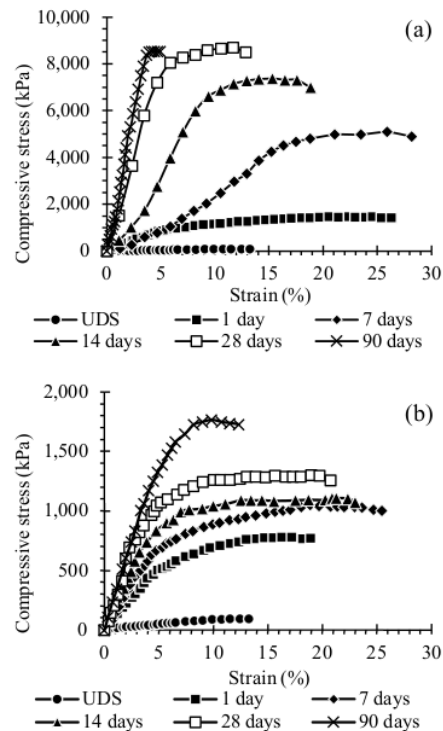 (a)
Compressive stress (kPa)
10,000
8,000
6,000
4,000
2,000
0
0 5 10 15 20 25 30
Strain (%)
UDS 1 day 7 days
14 days 28 days 90 days
(b)
Compressive stress (kPa)
2,000
1,500
1,000
500
0
0 5 10 15 20 25 30
Strain (%)
UDS 1 day 7 days
14 days 28 days 90 days